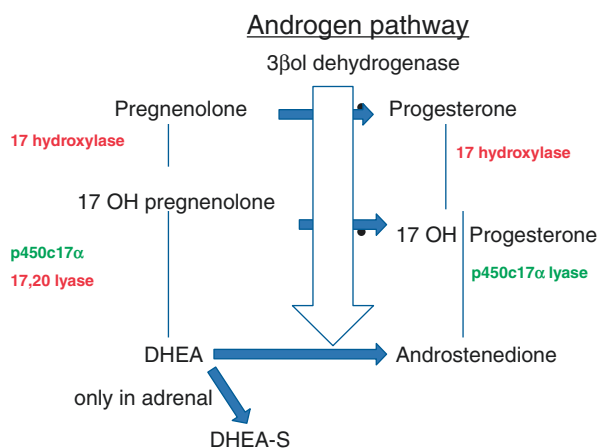 Androgen pathway
3βol dehydrogenase
Pregnenolone
Progesterone
17 hydroxylase
17 hydroxylase
17 OH pregnenolone
17 OH Progesterone
p450c17α
17,20 lyase
p450c17α lyase
DHEA
Androstenedione
only in adrenal
DHEA-S